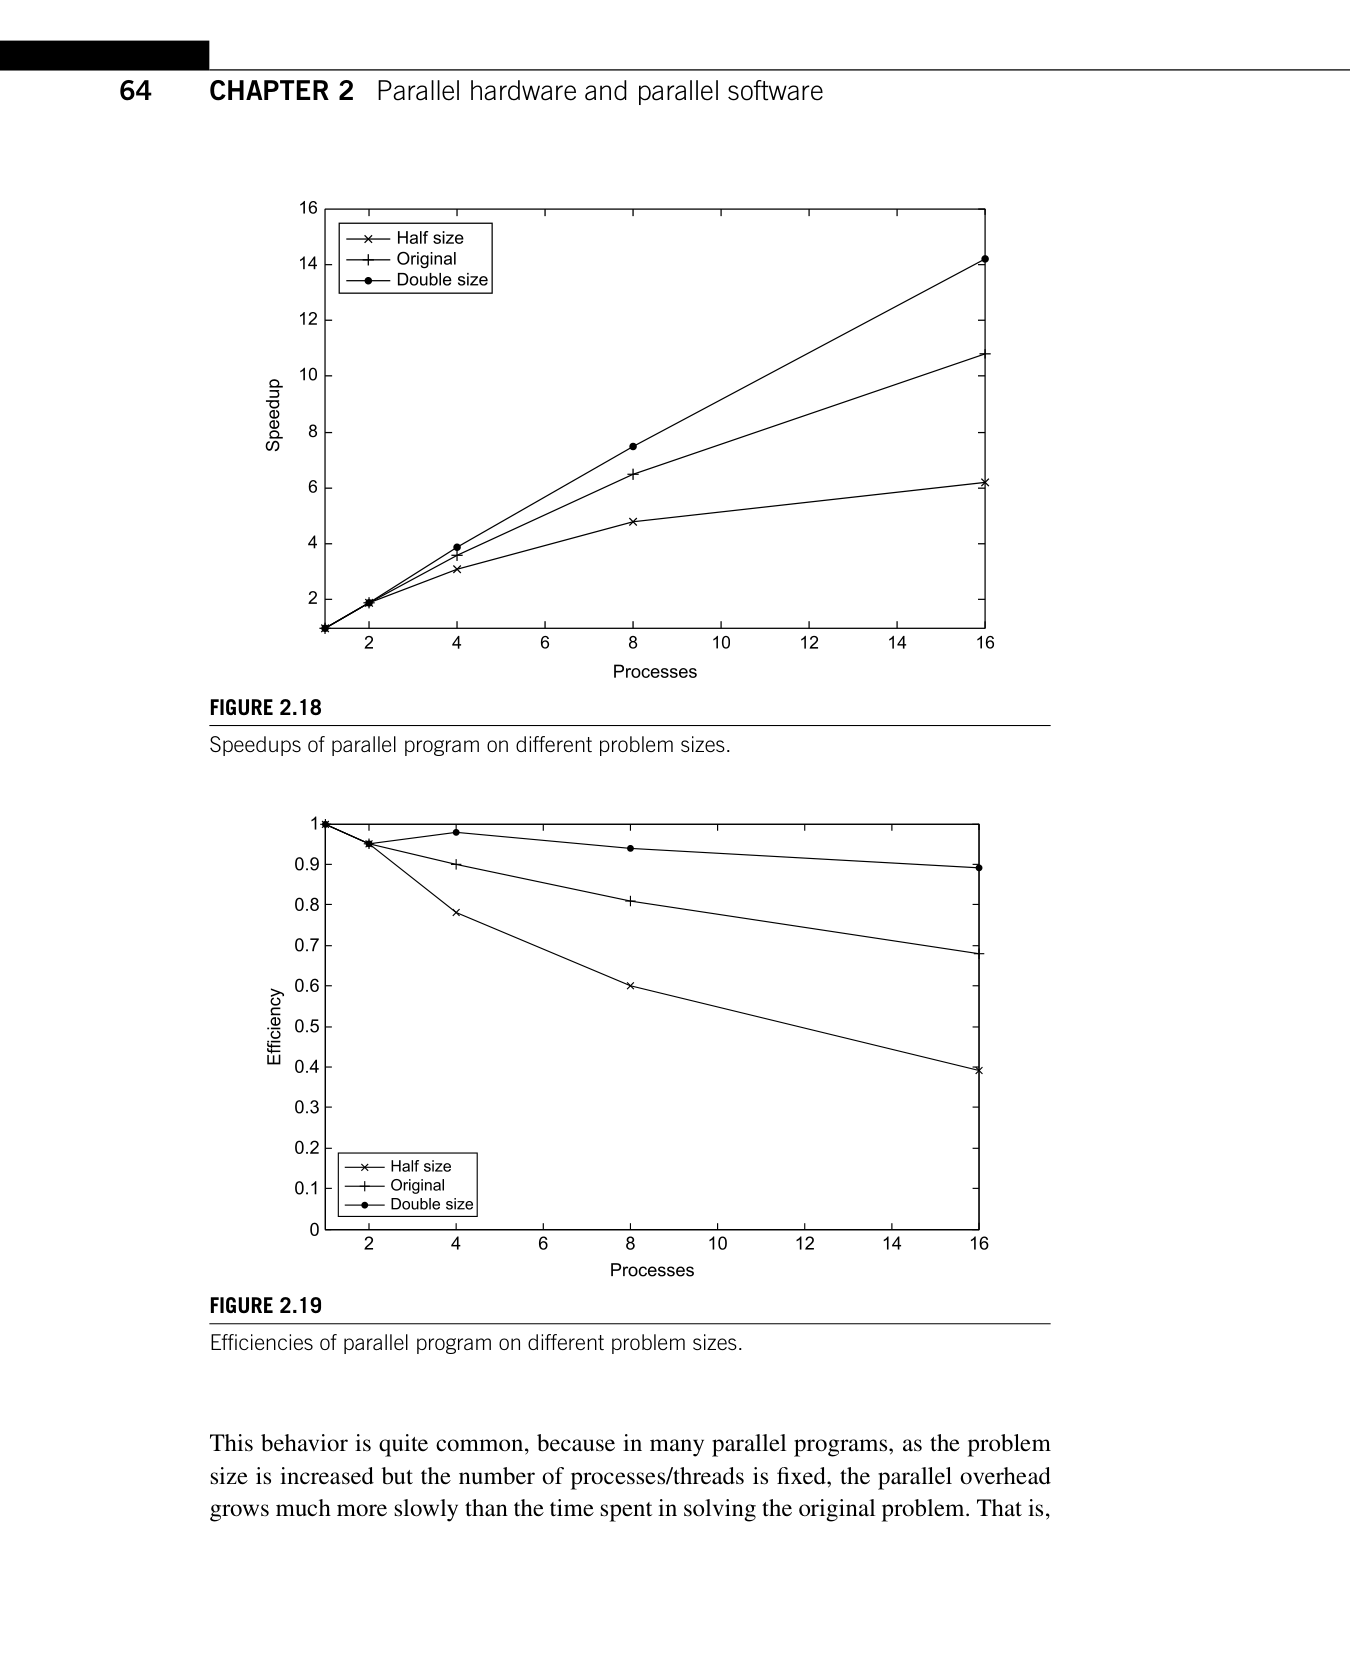 64 CHAPTER 2 Parallel hardware and parallel software
16
14
12
10
8
6
4
2
Speedup
Half size
Original
Double size
2 4 6 8 10 12 14 16
Processes
FIGURE 2.18
Speedups of parallel program on different problem sizes.
1
0.9
0.8
0.7
0.6
0.5
0.4
0.3
0.2
0.1
0
Efficiency
Half size
Original
Double size
2 4 6 8 10 12 14 16
Processes
FIGURE 2.19
Efficiencies of parallel program on different problem sizes.
This behavior is quite common, because in many parallel programs, as the problem
size is increased but the number of processes/threads is fixed, the parallel overhead
grows much more slowly than the time spent in solving the original problem. That is,